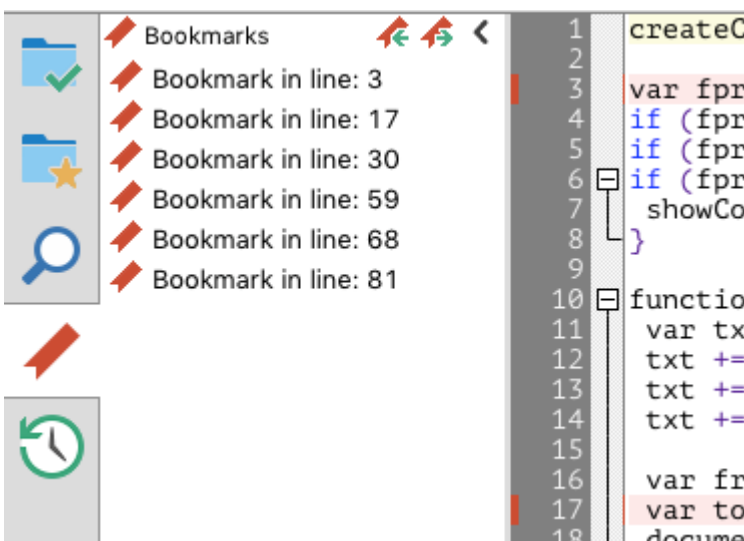 Bookmarks
Bookmark in line: 3
Bookmark in line: 17
Bookmark in line: 30
Bookmark in line: 59
Bookmark in line: 68
Bookmark in line: 81
1 createC
2
3 var fpr
4 if (fpr
5 if (fpr
6 if (fpr
7 showCo
8 }
9
10 functio
11 var tx
12 txt +=
13 txt +=
14 txt +=
15
16 var fr
17 var to
18 docume